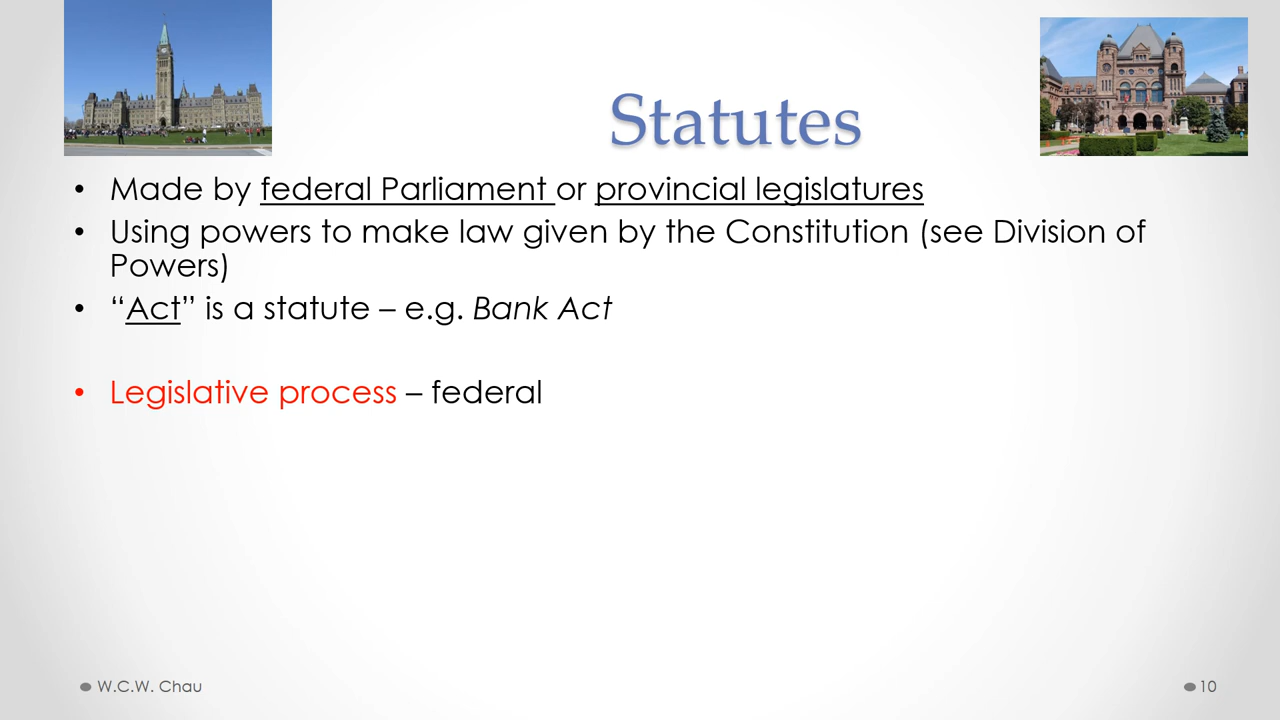 Statutes
• Made by federal Parliament or provincial legislatures
• Using powers to make law given by the Constitution (see Division of
Powers)
• “Act” is a statute – e.g. Bank Act
• Legislative process – federal
W.C.W. Chau
10